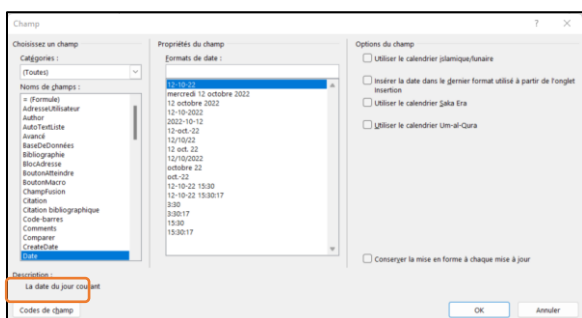 Champ
? ×
Choisissez un champ
Catégories :
(Toutes)
Noms de champs :
= (Formule)
AdresseUtilisateur
Author
AutoTextListe
Avancé
BaseDeDonnées
Bibliographie
BlocAdresse
BoutonAtteindre
BoutonMacro
ChampFusion
Citation
Citation bibliographique
Code-barres
Comments
Comparer
CreateDate
Date
Description :
La date du jour courant
Codes de champ
Propriétés du champ
Formats de date :
12-10-22
mercredi 12 octobre 2022
12 octobre 2022
12-10-2022
2022-10-12
12-oct.-22
12/10/22
12 oct. 22
12/10/2022
octobre 22
oct.-22
12-10-22 15:30
12-10-22 15:30:17
3:30
3:30:17
15:30
15:30:17
Options du champ
Utiliser le calendrier islamique/lunaire
Insérer la date dans le dernier format utilisé à partir de l'onglet
Insertion
Utiliser le calendrier Saka Era
Utiliser le calendrier Um-al-Qura
Conserver la mise en forme à chaque mise à jour
OK
Annuler